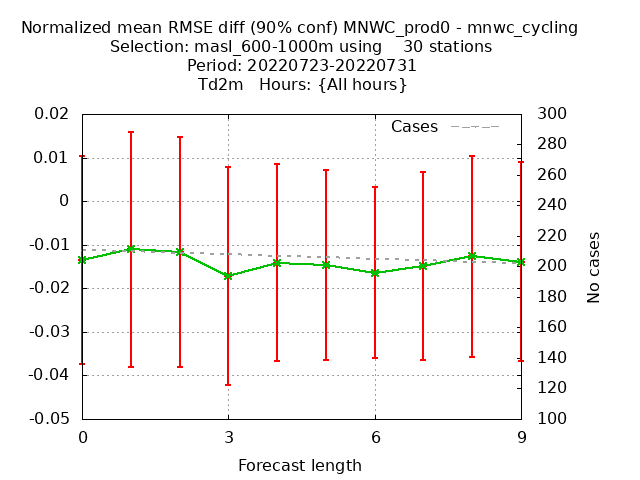 Normalized mean RMSE diff (90% conf) MNWC_prod0 - mnwc_cycling
Selection: masl_600-1000m using 30 stations
Period: 20220723-20220731
Td2m Hours: {All hours}
Cases
0.02
0.01
0
-0.01
-0.02
-0.03
-0.04
-0.05
300
280
260
240
220
200
180
160
140
120
100
No cases
0 3 6 9
Forecast length